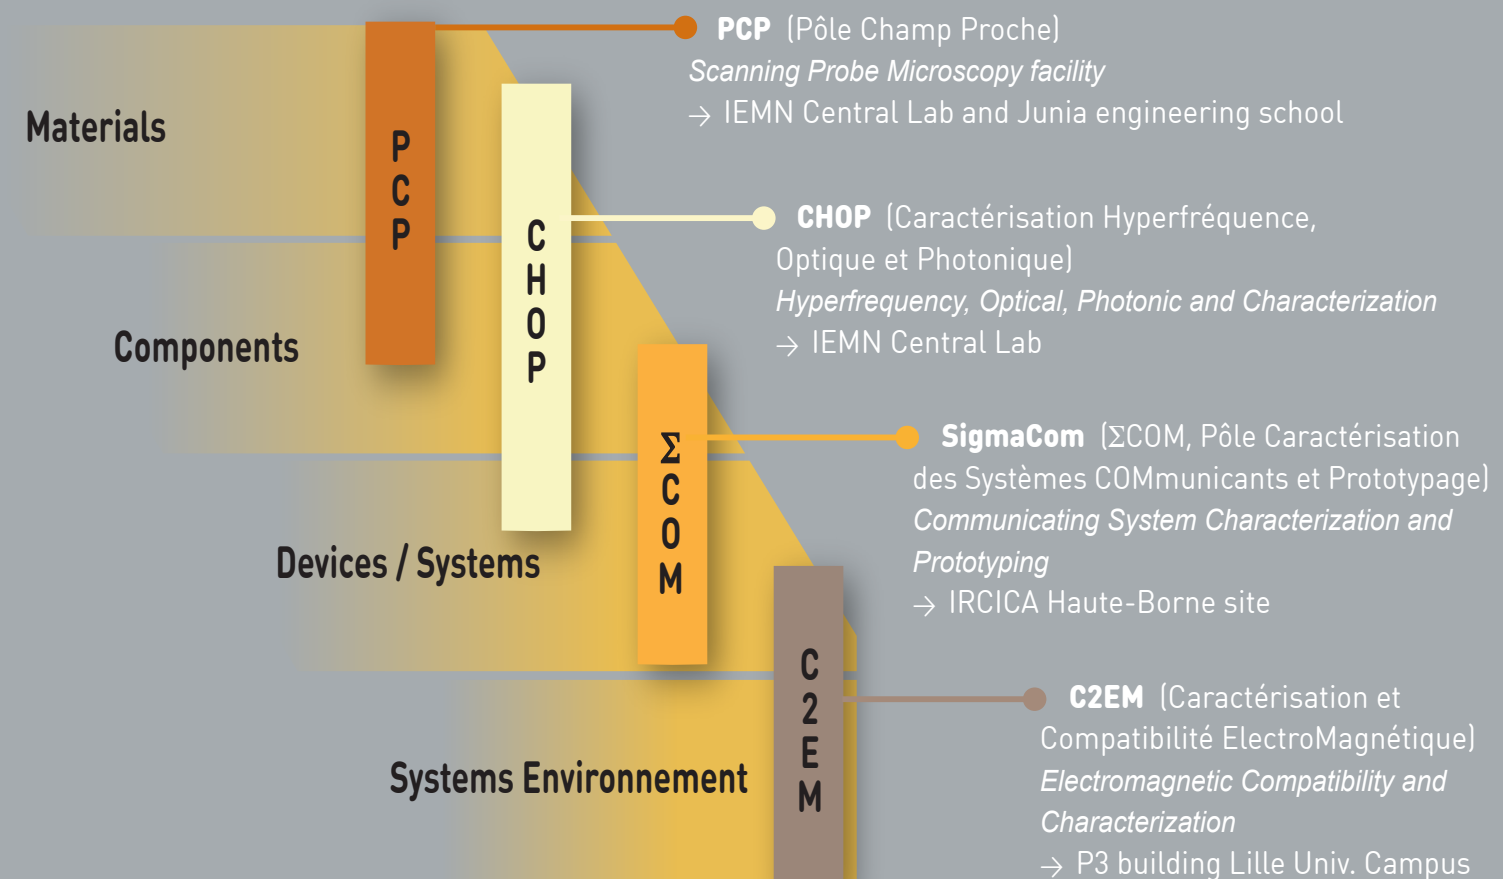 Materials
Components
Devices / Systems
Systems Environnement
P
C
P
C
H
O
P
Σ
C
O
M
C
2
E
M
PCP (Pôle Champ Proche)
Scanning Probe Microscopy facility
→ IEMN Central Lab and Junia engineering school
CHOP (Caractérisation Hyperfréquence,
Optique et Photonique)
Hyperfrequency, Optical, Photonic and Characterization
→ IEMN Central Lab
SigmaCom (ΣCOM, Pôle Caractérisation
des Systèmes COMmunicants et Prototypage)
Communicating System Characterization and
Prototyping
→ IRCICA Haute-Borne site
C2EM (Caractérisation et
Compatibilité ElectroMagnétique)
Electromagnetic Compatibility and
Characterization
→ P3 building Lille Univ. Campus